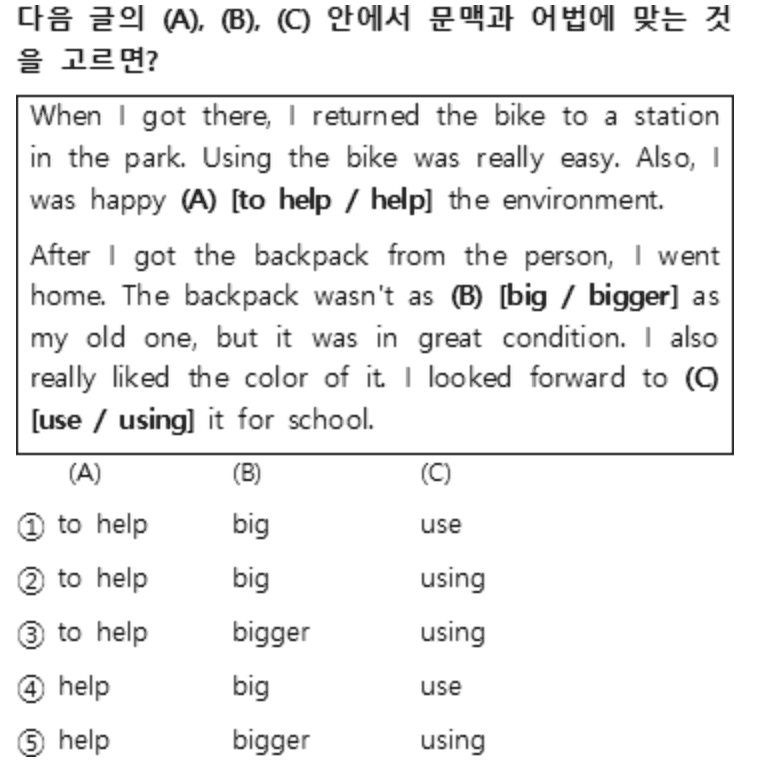 다음 글의 (A), (B), (C) 안에서 문맥과 어법에 맞는 것
을 고르면?
When I got there, I returned the bike to a station
in the park. Using the bike was really easy. Also, I
was happy (A) [to help / help] the environment.
After I got the backpack from the person, I went
home. The backpack wasn't as (B) [big / bigger] as
my old one, but it was in great condition. I also
really liked the color of it. I looked forward to (C)
[use / using] it for school.
(A) (B) (C)
① to help big use
② to help big using
③ to help bigger using
④ help big use
⑤ help bigger using